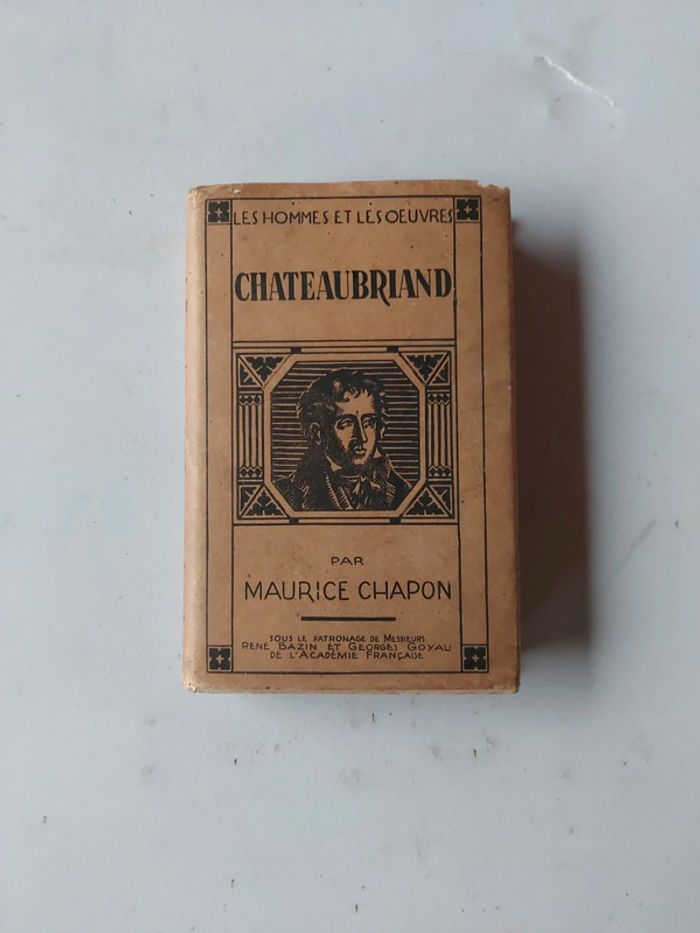 LES HOMMES ET LES OEUVRES
CHATEAUBRIAND
PAR
MAURICE CHAPON
SOUS LE PATRONAGE DE MESSIEURS
RENÉ BAZIN ET GEORGES GOYAU
DE L'ACADÉMIE FRANÇAISE